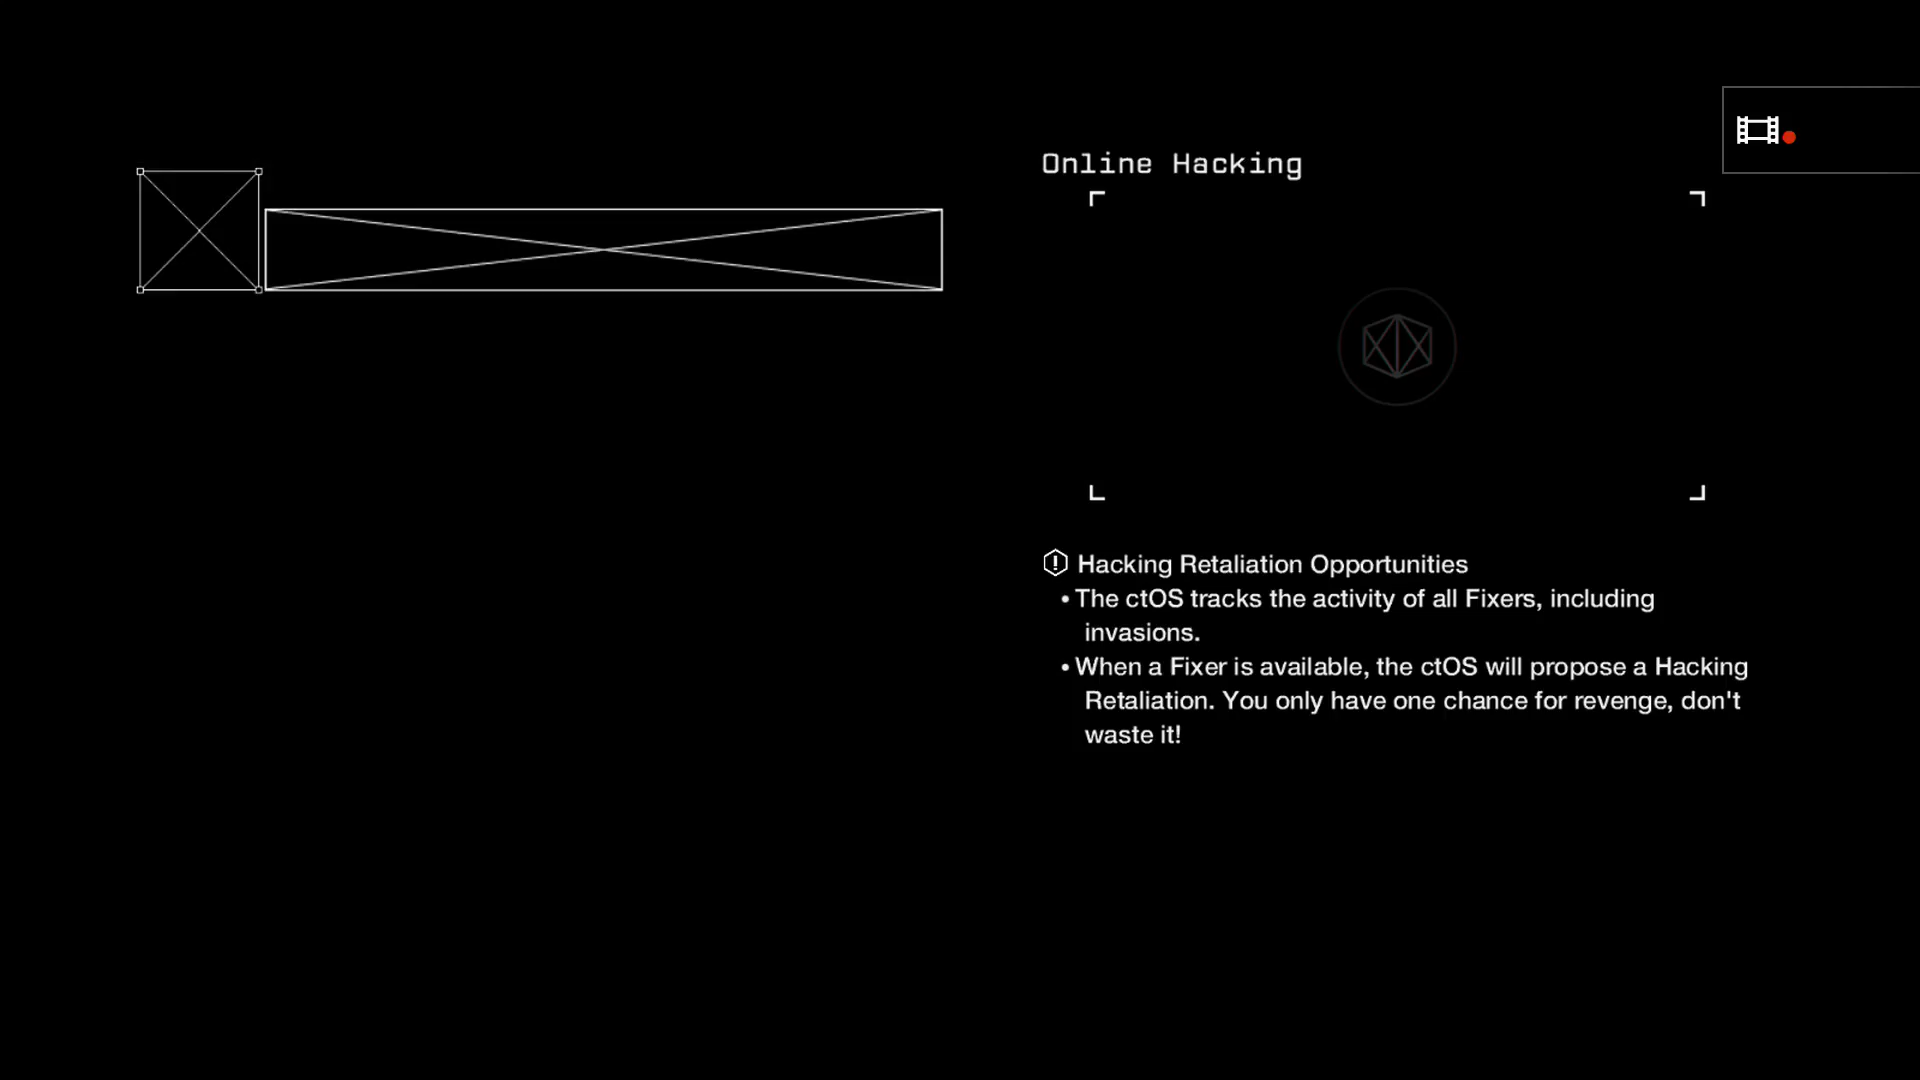 Online Hacking
Hacking Retaliation Opportunities
• The ctOS tracks the activity of all Fixers, including
invasions.
• When a Fixer is available, the ctOS will propose a Hacking
Retaliation. You only have one chance for revenge, don't
waste it!